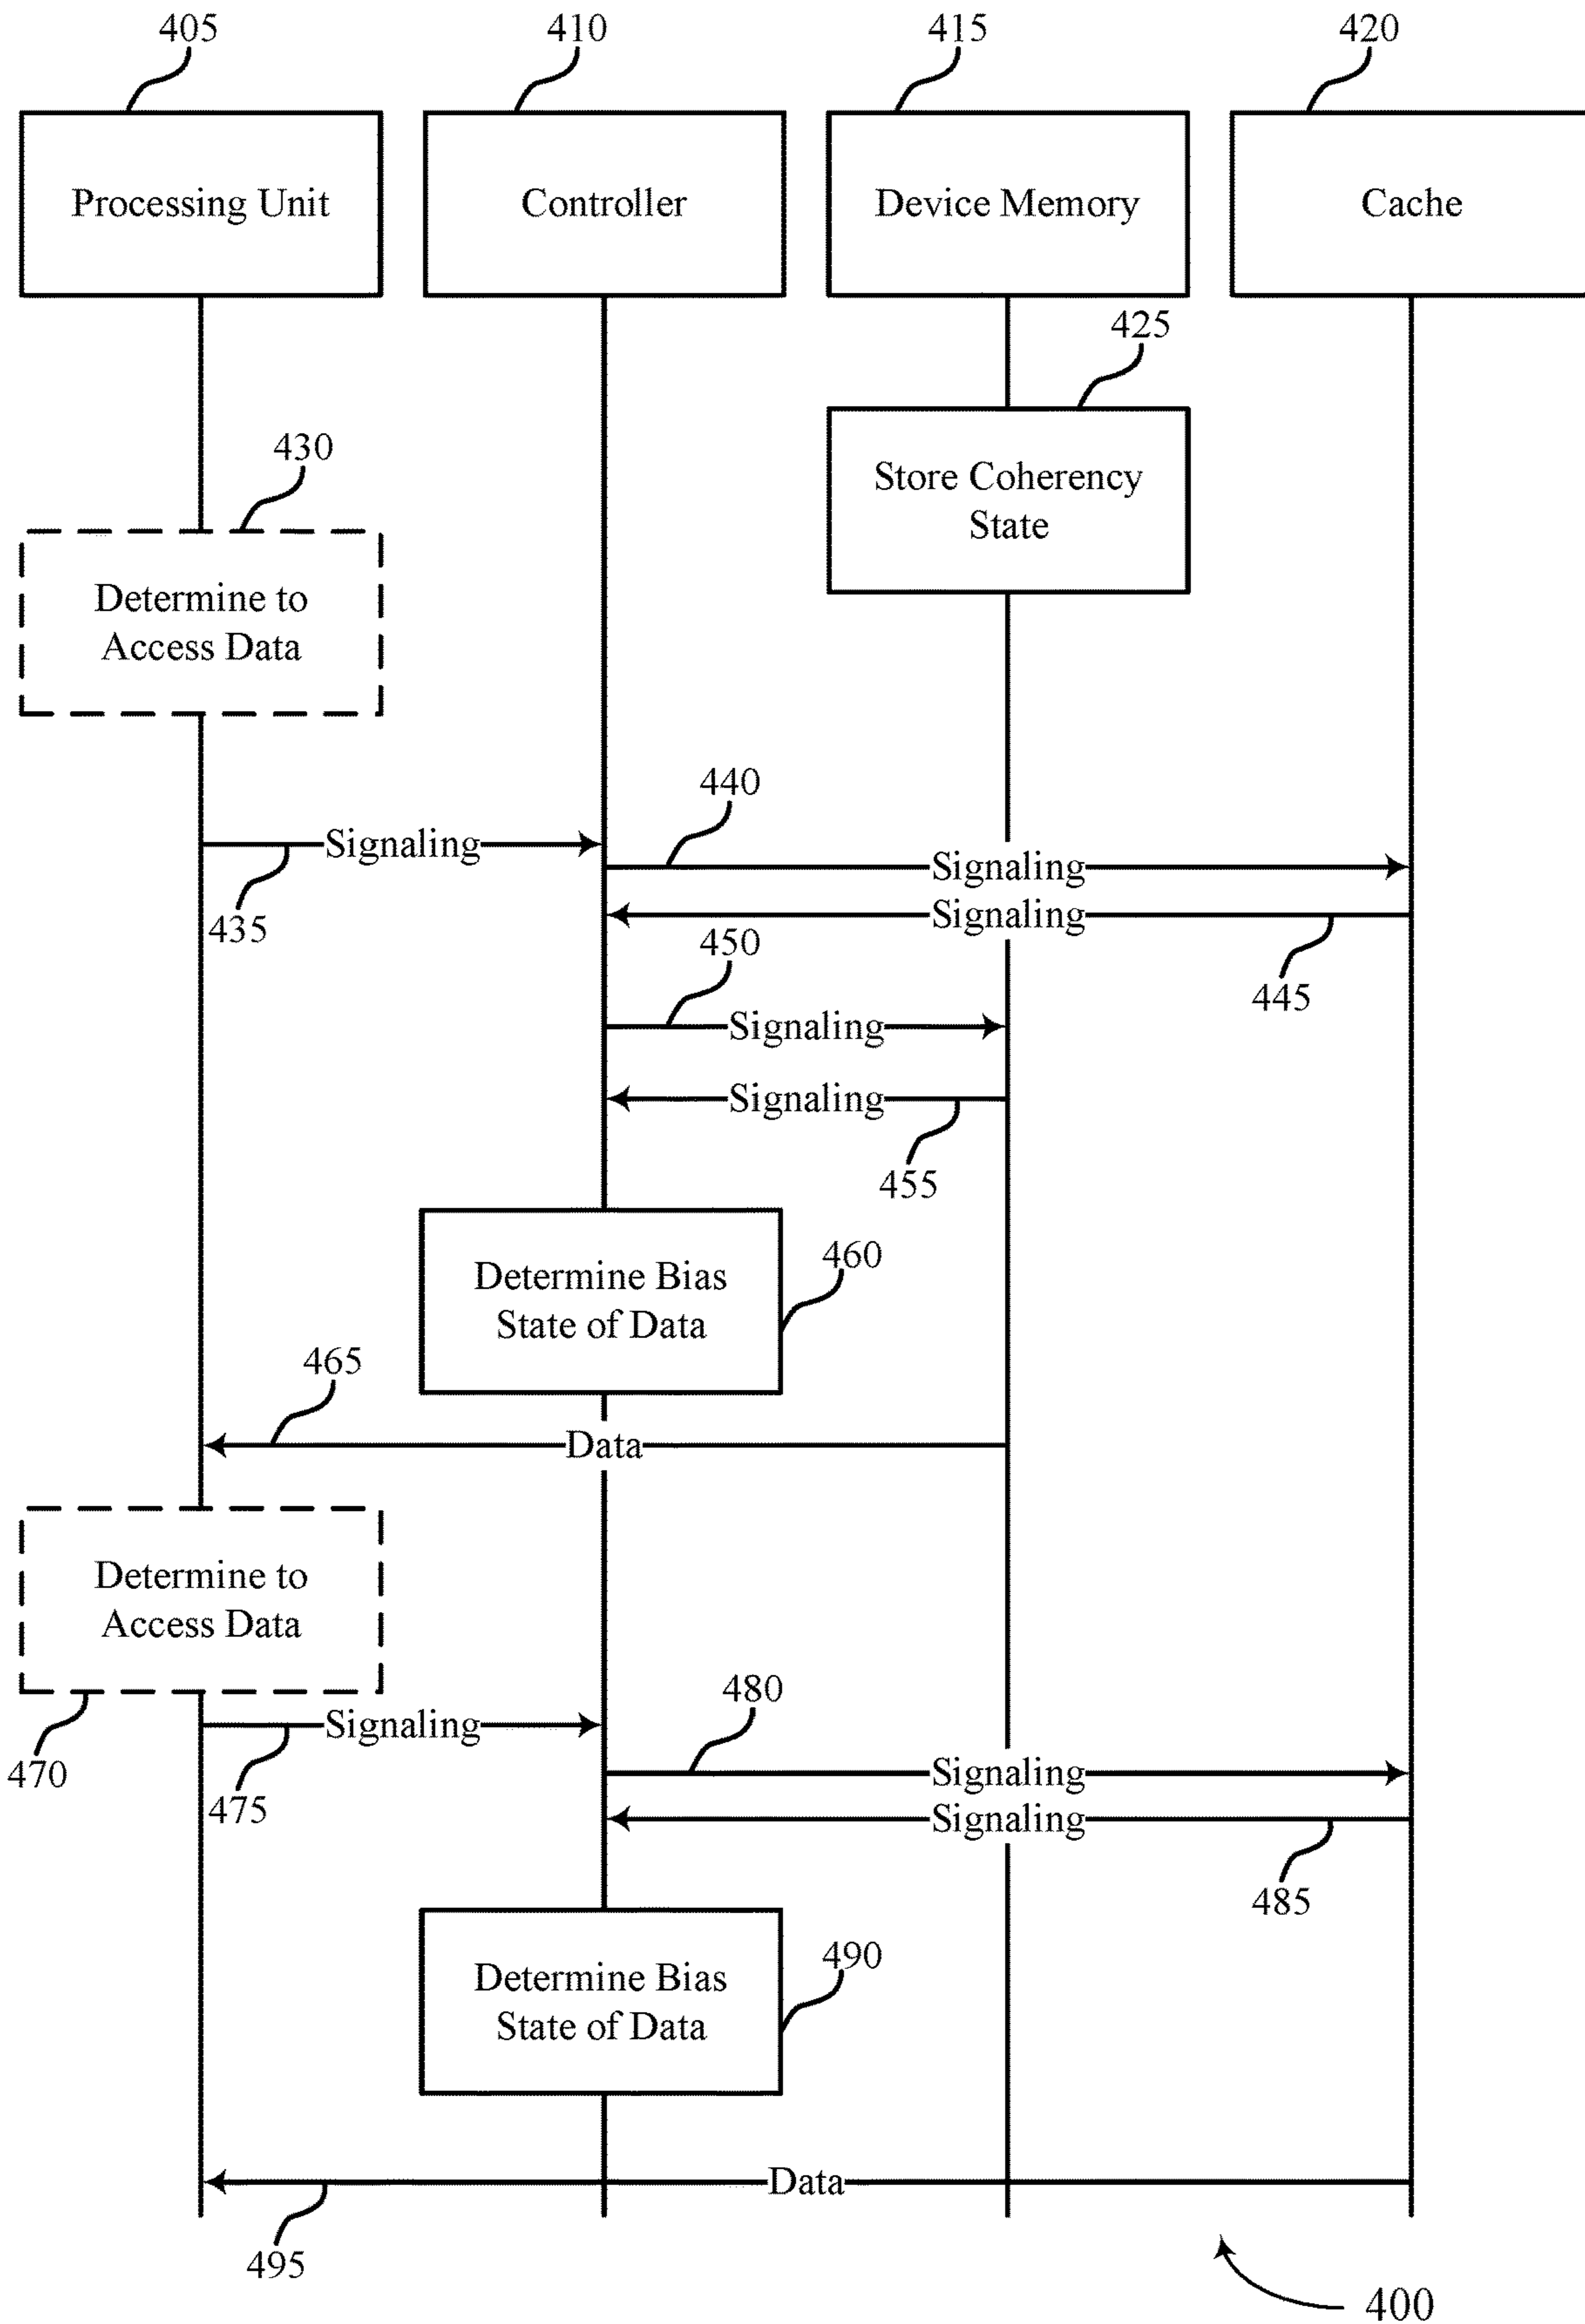 405
410
415
420
Processing Unit
Controller
Device Memory
Cache
425
Store Coherency
State
430
Determine to
Access Data
440
Signaling
Signaling
435
Signaling
445
450
Signaling
Signaling
455
460
Determine Bias
State of Data
465
Data
Determine to
Access Data
470
480
Signaling
475
Signaling
Signaling
485
490
Determine Bias
State of Data
Data
495
400